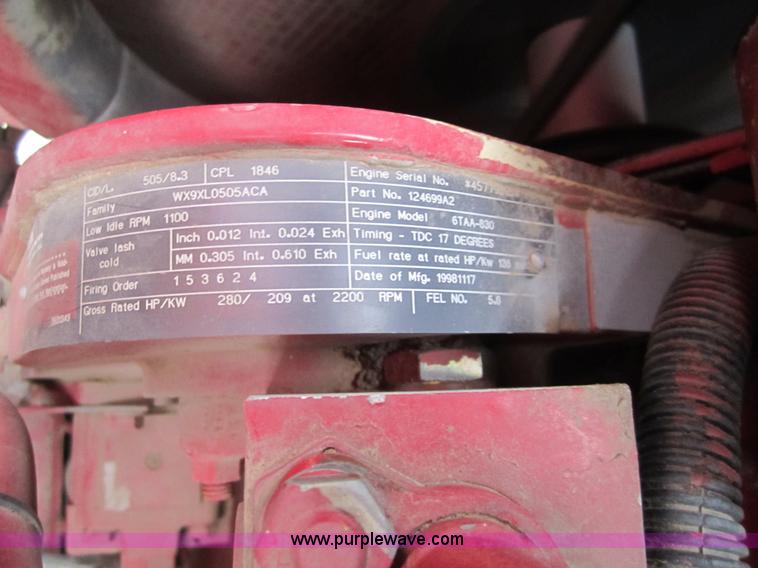 CID/L. 505/8.3 CPL 1846 Engine Serial No.
Family WX9XL0505ACA Part No. 124699A2
Low Idle RPM 1100 Engine Model 6TAA-830
Valve lash cold Inch 0.012 Int. 0.024 Exh Timing - TDC 17 DEGREES
MM 0.305 Int. 0.610 Exh Fuel rate at rated HP/Kw
Firing Order 1 5 3 6 2 4 Date of Mfg. 19981117
Gross Rated HP/KW 280/ 209 at 2200 RPM FEL NO.
www.purplewave.com